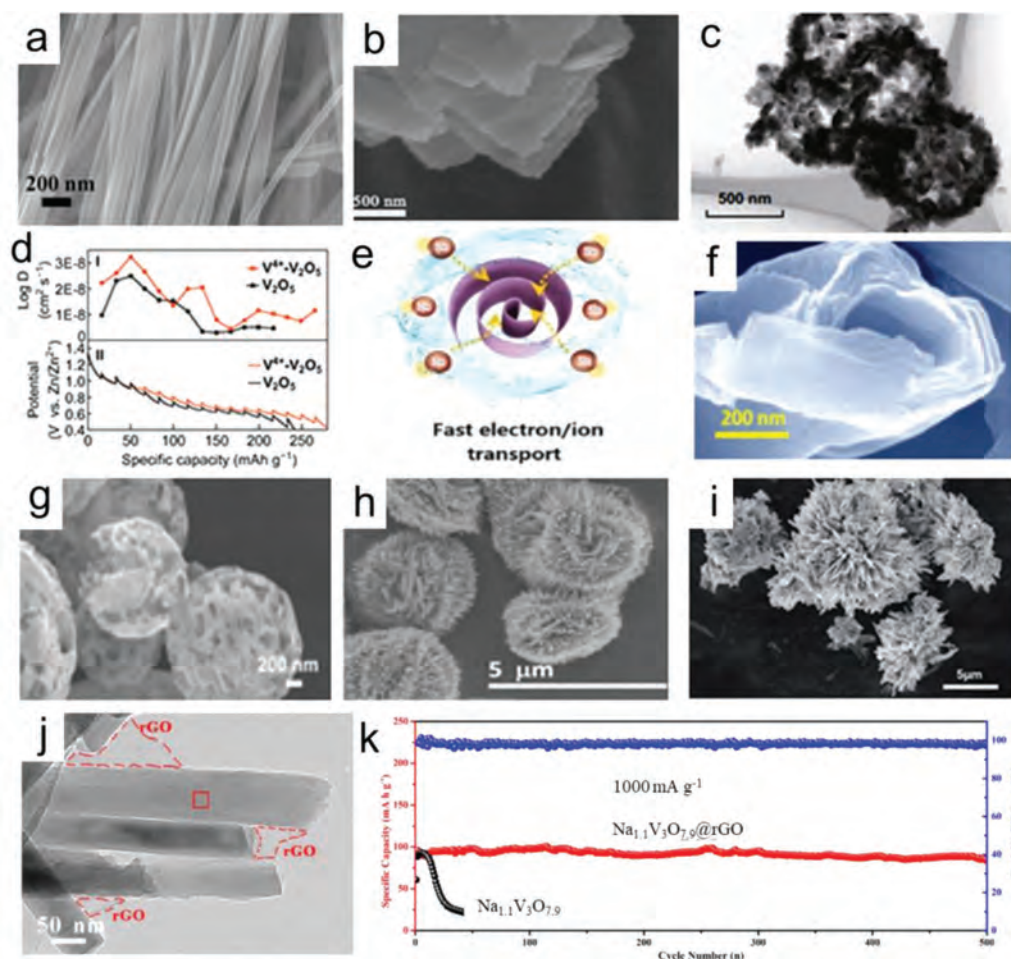 a
200 nm
b
500 nm
c
500 nm
d
Log D
(cm² s⁻¹)
3E-8
2E-8
1E-8
I
V⁴⁺-V₂O₅
V₂O₅
II
V⁴⁺-V₂O₅
V₂O₅
Potential
(V vs. Zn/Zn²⁺)
1.4
1.2
1.0
0.8
0.6
0.4
0 50 100 150 200 250
Specific capacity (mAh g⁻¹)
e
Fast electron/ion
transport
f
200 nm
g
200 nm
h
5 μm
i
5μm
j
rGO
rGO
rGO
50 nm
k
Specific Capacity (mA h g⁻¹)
250
200
150
100
50
0
1000 mA g⁻¹
Na₁.₁V₃O₇.₉@rGO
Na₁.₁V₃O₇.₉
100
80
60
40
20
10
0
0 100 200 300 400 500
Cycle Number (n)